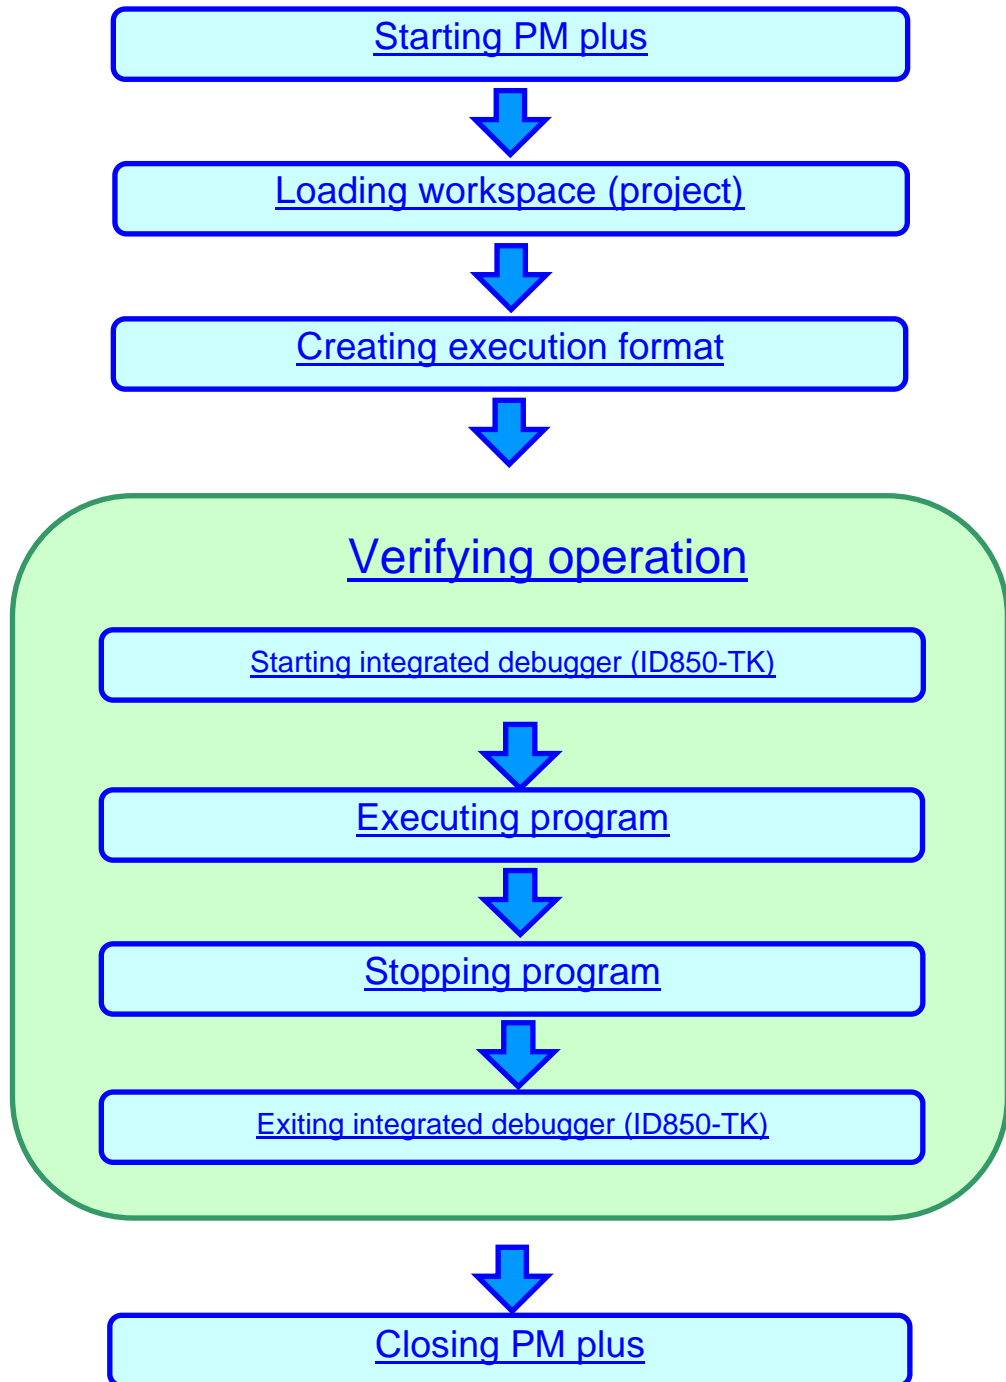 Starting PM plus
Loading workspace (project)
Creating execution format
Verifying operation
Starting integrated debugger (ID850-TK)
Executing program
Stopping program
Exiting integrated debugger (ID850-TK)
Closing PM plus